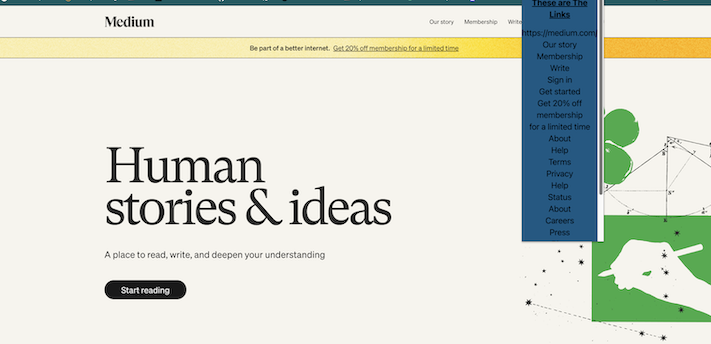 Medium
Our story
Membership
Write
Be part of a better internet. Get 20% off membership for a limited time
Human
stories & ideas
A place to read, write, and deepen your understanding
Start reading
These are The
Links
https://medium.com/
Our story
Membership
Write
Sign in
Get started
Get 20% off
membership
for a limited time
About
Help
Terms
Privacy
Help
Status
About
Careers
Press